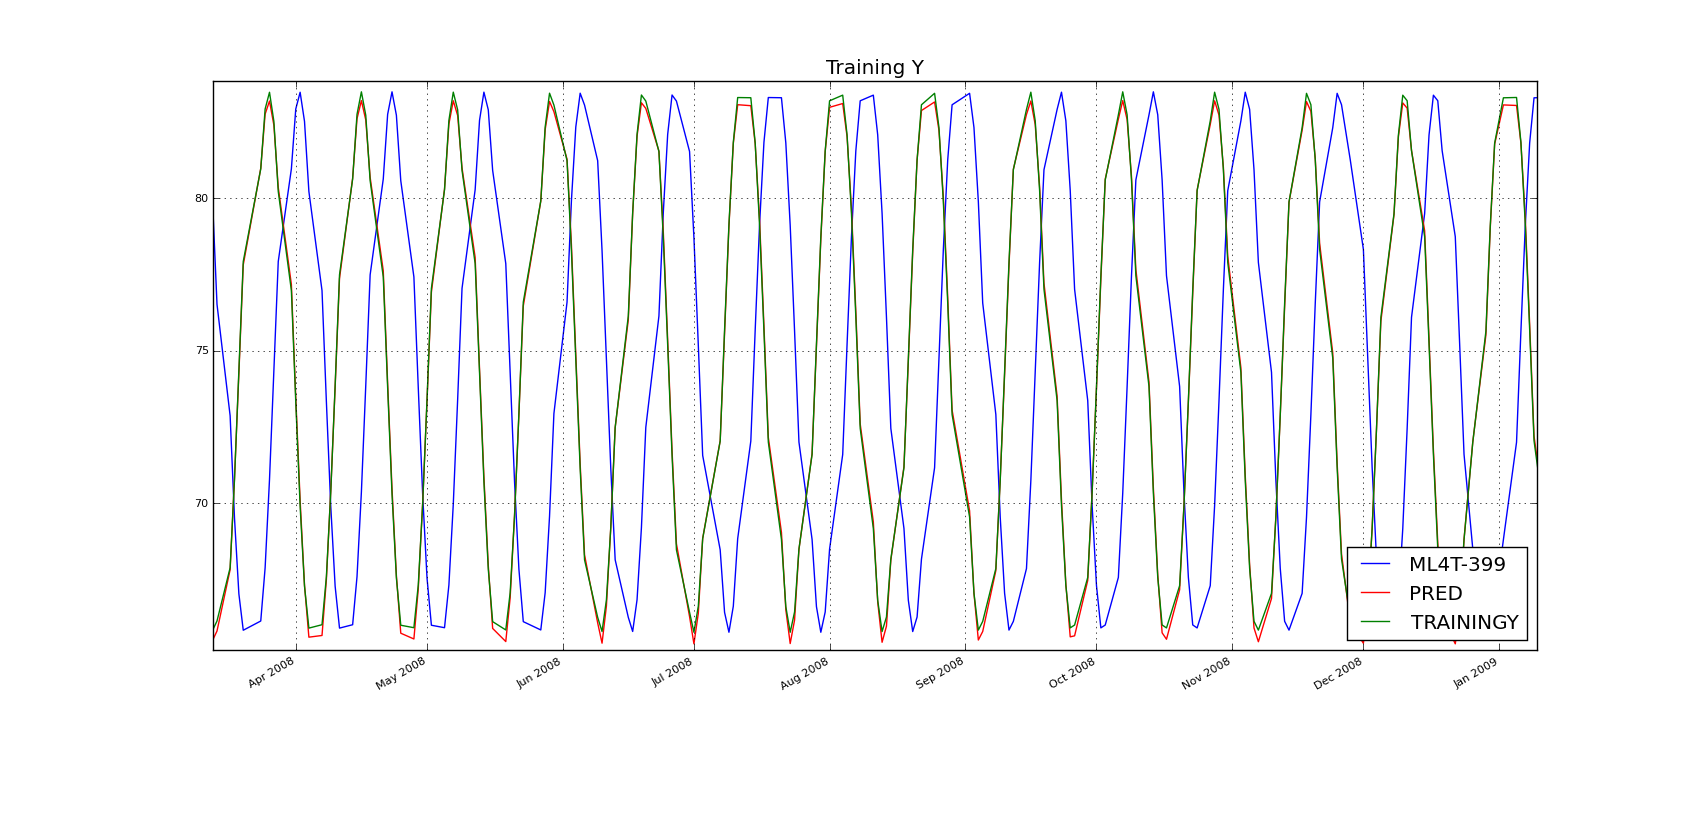 Training Y
80
75
70
ML4T-399
PRED
TRAININGY
Apr 2008
May 2008
Jun 2008
Jul 2008
Aug 2008
Sep 2008
Oct 2008
Nov 2008
Dec 2008
Jan 2009